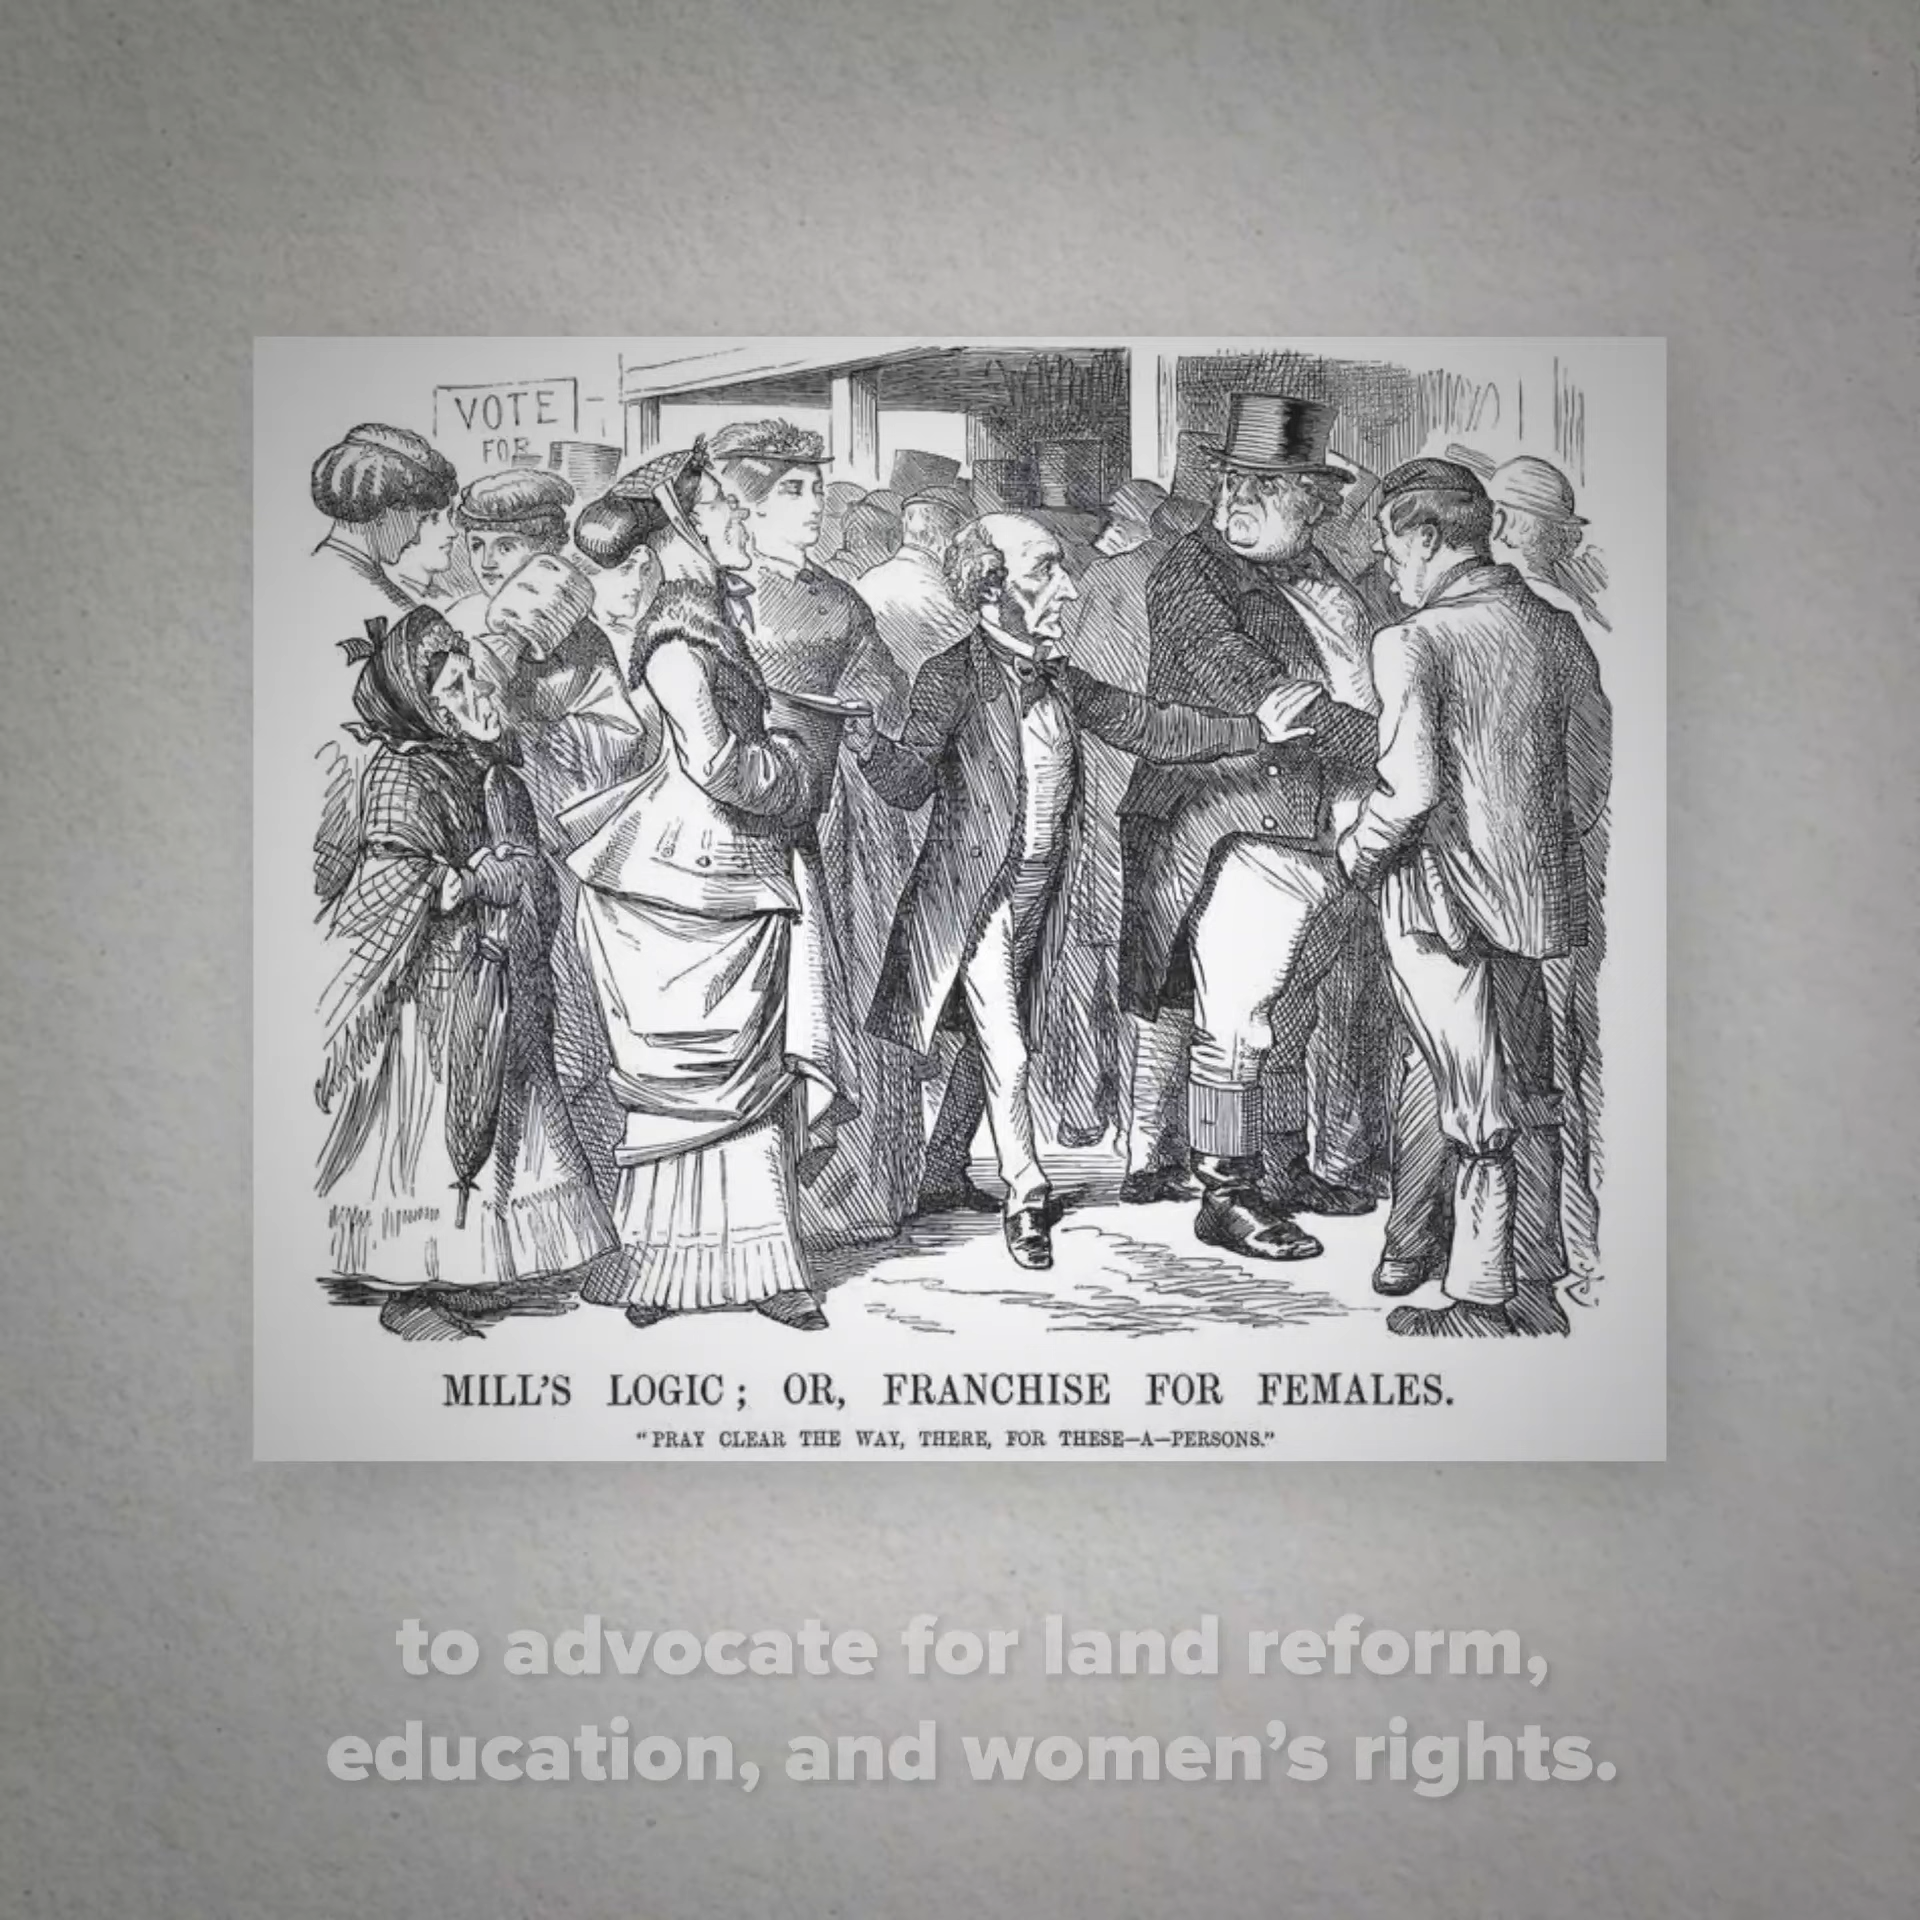 VOTE
FOR
MILL'S LOGIC; OR, FRANCHISE FOR FEMALES.
"PRAY CLEAR THE WAY, THERE, FOR THESE—A—PERSONS."
to advocate for land reform,
education, and women's rights.